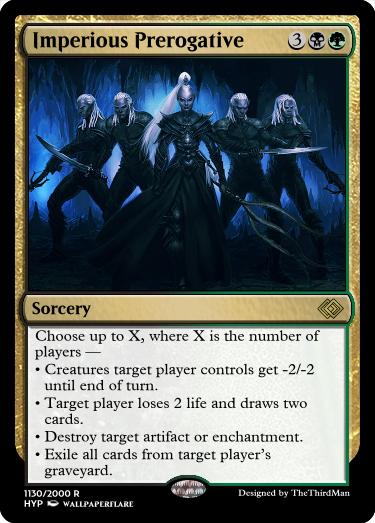 Imperious Prerogative 3
Sorcery
Choose up to X, where X is the number of
players —
• Creatures target player controls get -2/-2
until end of turn.
• Target player loses 2 life and draws two
cards.
• Destroy target artifact or enchantment.
• Exile all cards from target player's
graveyard.
1130/2000 R
HYP WALLPAPERFLARE
Designed by TheThirdMan